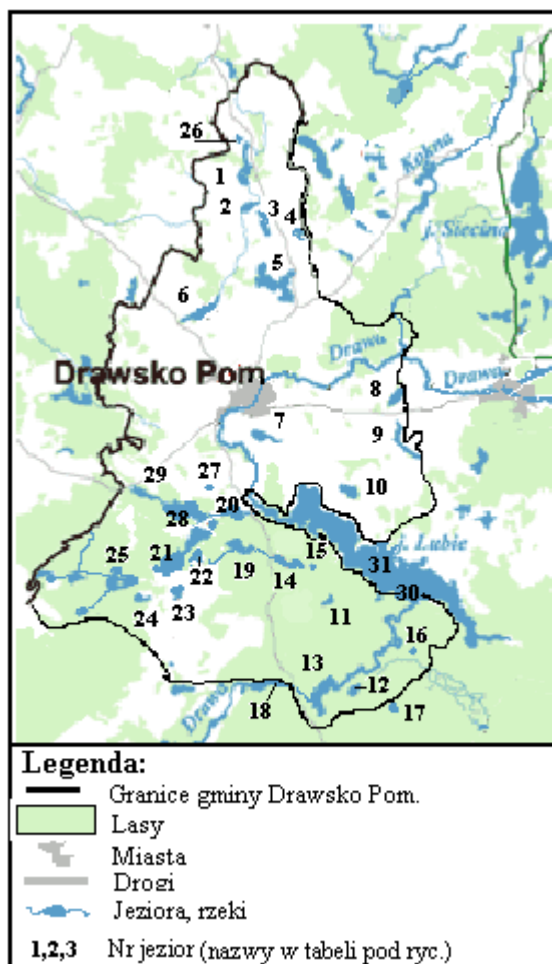 26
1
2
3
4
Kokna
j. Siecino
5
6
Drawa
Drawsko Pom
8
Drawa
7
9
29
27
10
20
28
j. Lubie
25
21
22
19
15
31
14
30
24
23
11
16
13
12
Drawa
18
17
Legenda:
Granice gminy Drawsko Pom.
Lasy
Miasta
Drogi
Jeziora, rzeki
1,2,3 Nr jezior (nazwy w tabeli pod ryc.)